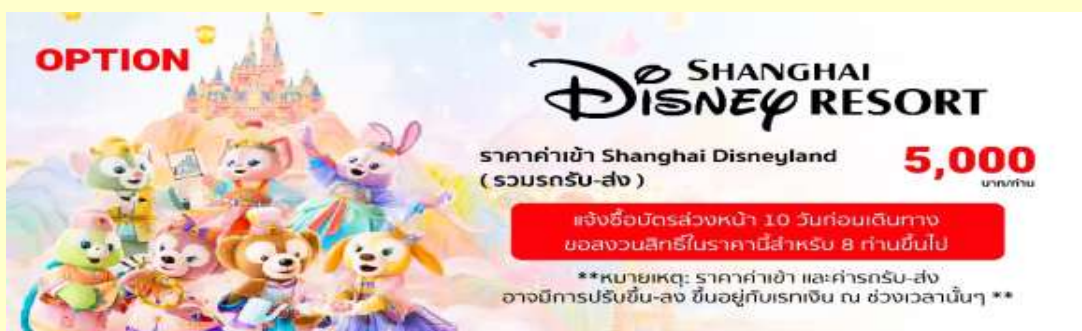 OPTION
SHANGHAI
DISNEY RESORT
ราคาค่าเข้า Shanghai Disneyland
(รวมรถรับ-ส่ง)
5,000
บาท/ท่าน
แจ้งซื้อบัตรล่วงหน้า 10 วันก่อนเดินทาง
ขอสงวนสิทธิ์ในราคานี้สำหรับ 8 ท่านขึ้นไป
**หมายเหตุ: ราคาค่าเข้า และค่ารถรับ-ส่ง
อาจมีการปรับขึ้น-ลง ขึ้นอยู่กับเรทเงิน ณ ช่วงเวลานั้นๆ **